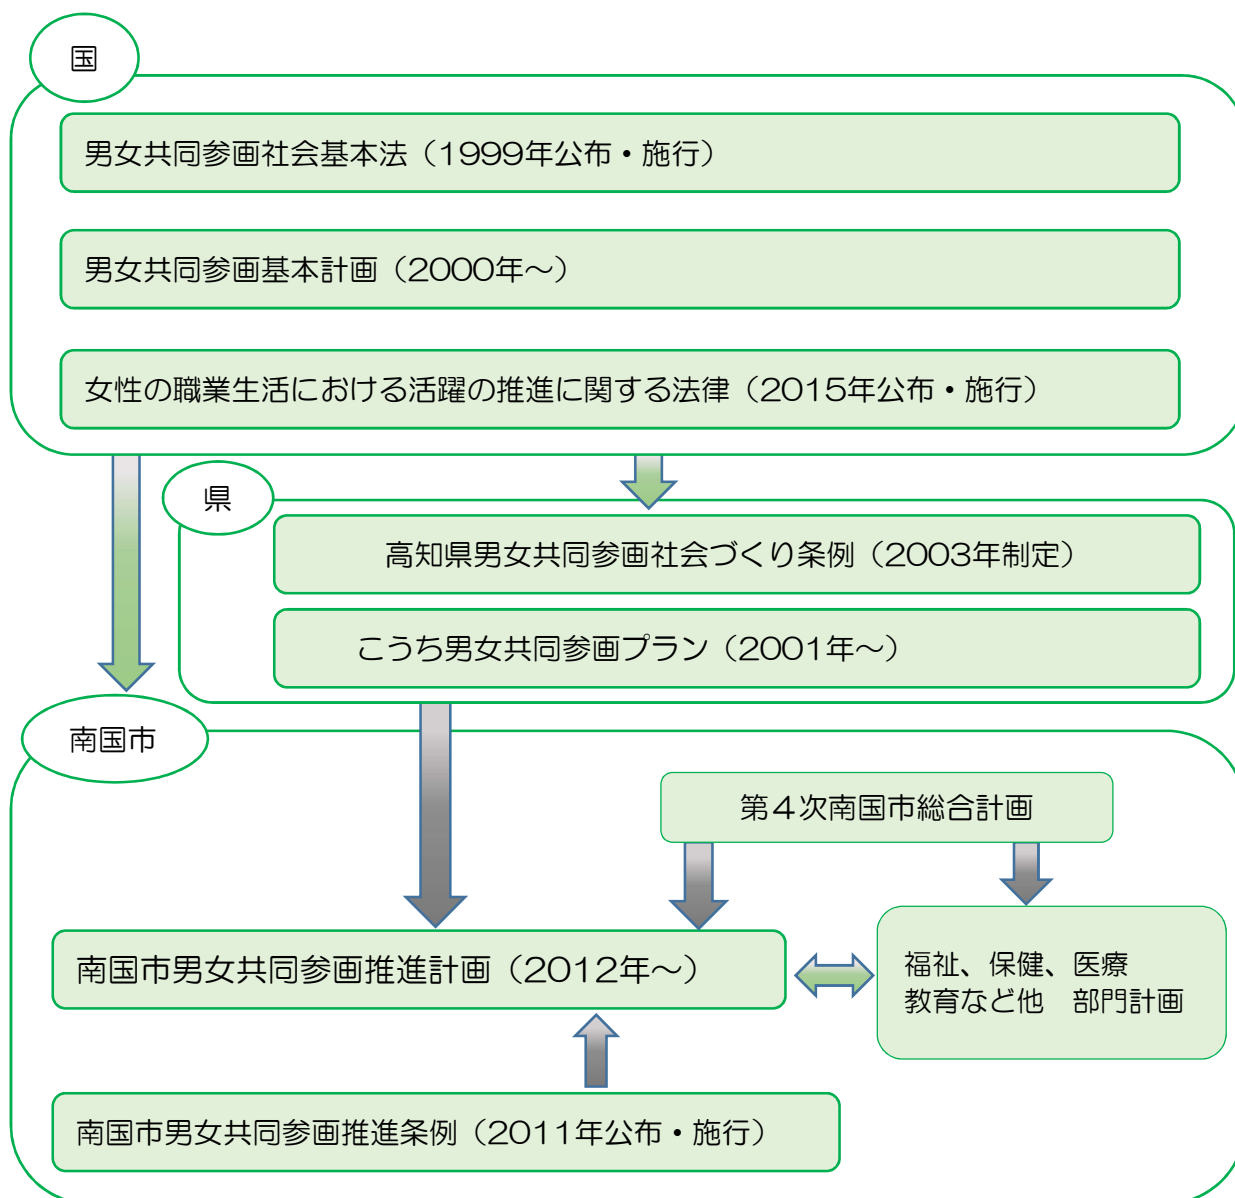 国
男女共同参画社会基本法（1999年公布・施行）
男女共同参画基本計画（2000年～）
女性の職業生活における活躍の推進に関する法律（2015年公布・施行）
県
高知県男女共同参画社会づくり条例（2003年制定）
こうち男女共同参画プラン（2001年～）
南国市
第４次南国市総合計画
南国市男女共同参画推進計画（2012年～）
福祉、保健、医療
教育など他　部門計画
南国市男女共同参画推進条例（2011年公布・施行）